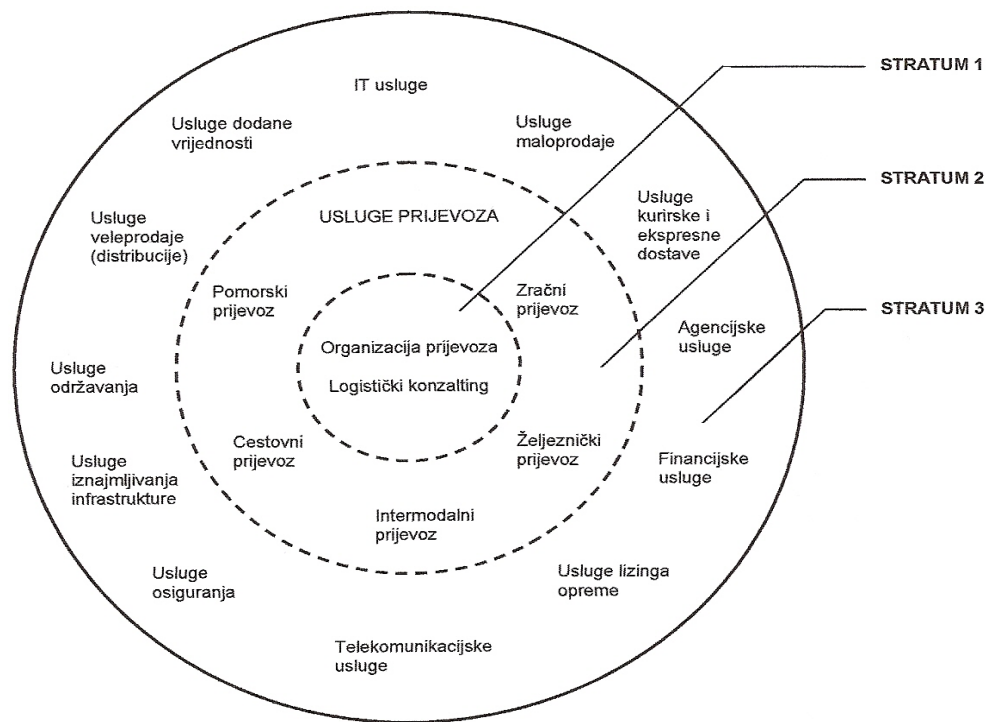 STRATUM 1
IT usluge
Usluge dodane
vrijednosti
Usluge
maloprodaje
STRATUM 2
Usluge
kurirske i
ekspresne
dostave
USLUGE PRIJEVOZA
Usluge
veleprodaje
(distribucije)
Pomorski
prijevoz
Zračni
prijevoz
STRATUM 3
Agencijske
usluge
Organizacija prijevoza
Logistički konzalting
Usluge
održavanja
Cestovni
prijevoz
Željeznički
prijevoz
Usluge
iznajmljivanja
infrastrukture
Financijske
usluge
Intermodalni
prijevoz
Usluge
osiguranja
Usluge lizinga
opreme
Telekomunikacijske
usluge